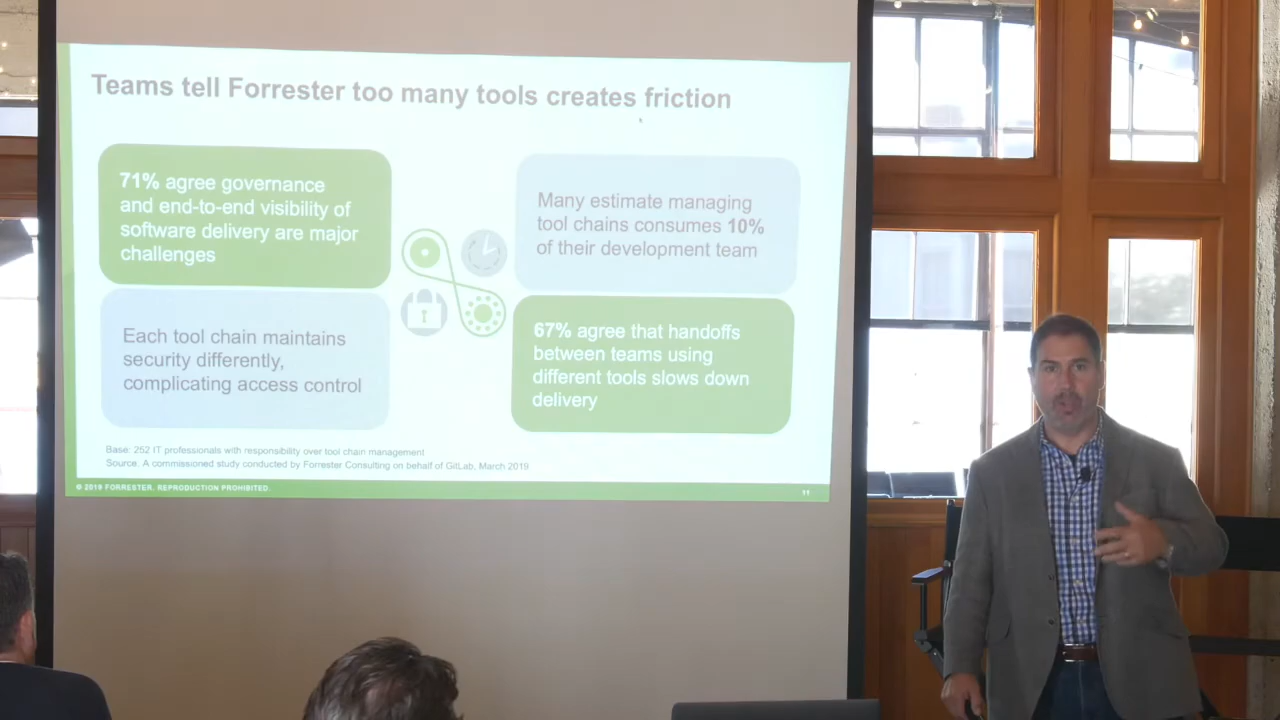 Teams tell Forrester too many tools creates friction
71% agree governance
and end-to-end visibility of
software delivery are major
challenges
Many estimate managing
tool chains consumes 10%
of their development team
Each tool chain maintains
security differently,
complicating access control
67% agree that handoffs
between teams using
different tools slows down
delivery
Base: 252 IT professionals with responsibility over tool chain management
Source: A commissioned study conducted by Forrester Consulting on behalf of GitLab, March 2019
© 2019 FORRESTER. REPRODUCTION PROHIBITED.
11